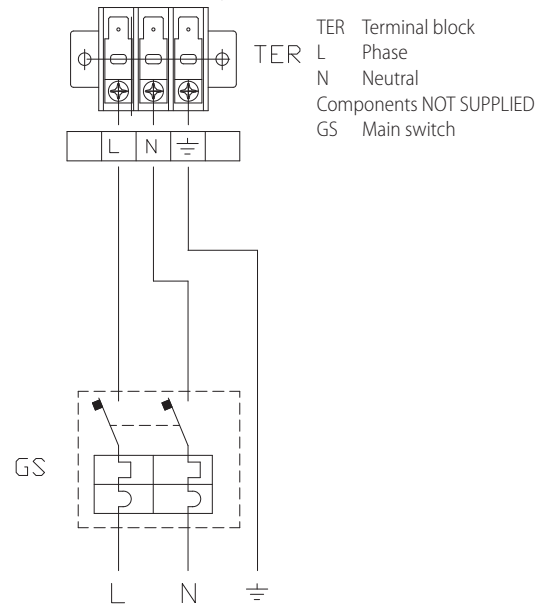 TER
TER Terminal block
L Phase
N Neutral
Components NOT SUPPLIED
GS Main switch
L N
GS
L N